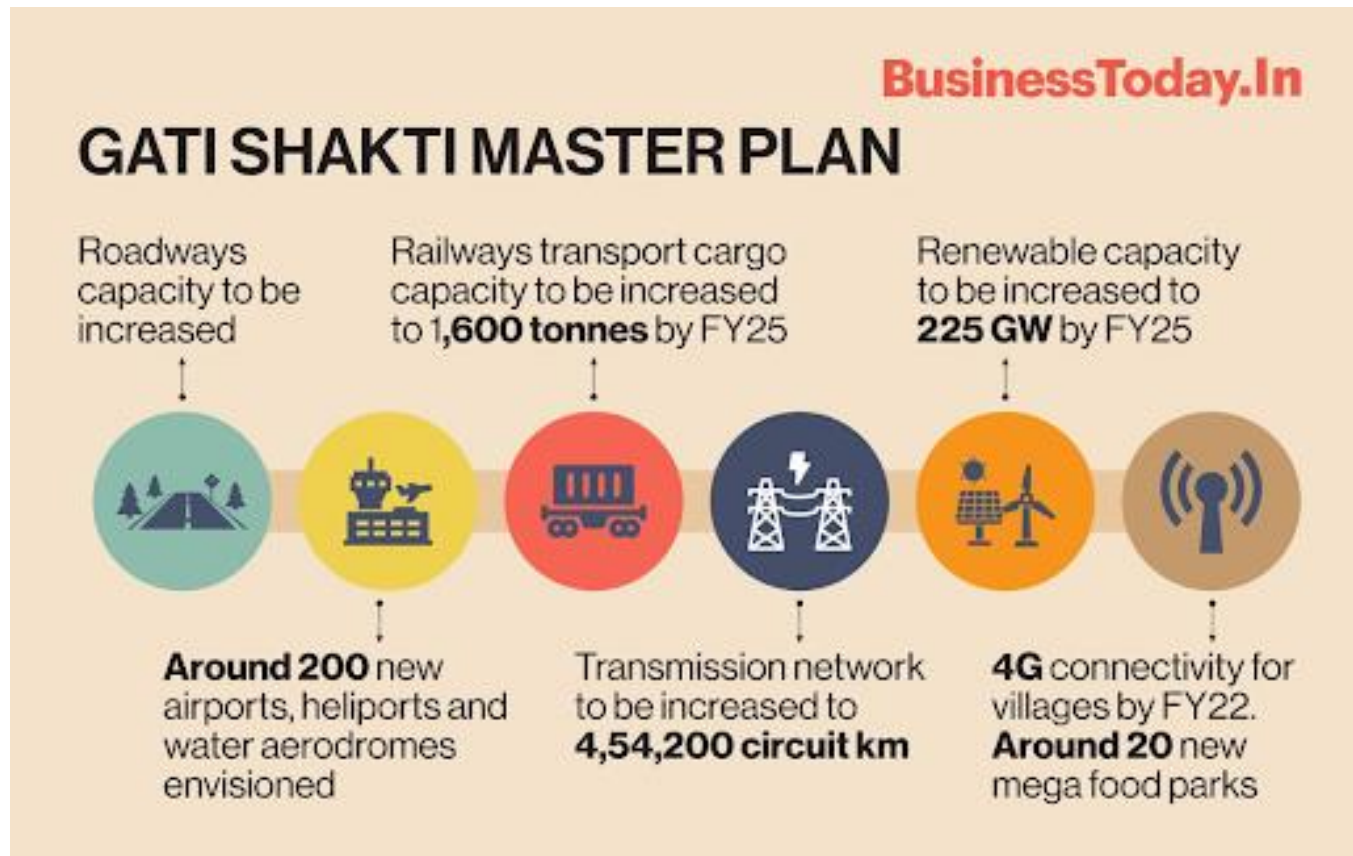 BusinessToday.In
GATI SHAKTI MASTER PLAN
Roadways
capacity to be
increased
Railways transport cargo
capacity to be increased
to 1,600 tonnes by FY25
Renewable capacity
to be increased to
225 GW by FY25
Around 200 new
airports, heliports and
water aerodromes
envisioned
Transmission network
to be increased to
4,54,200 circuit km
4G connectivity for
villages by FY22.
Around 20 new
mega food parks